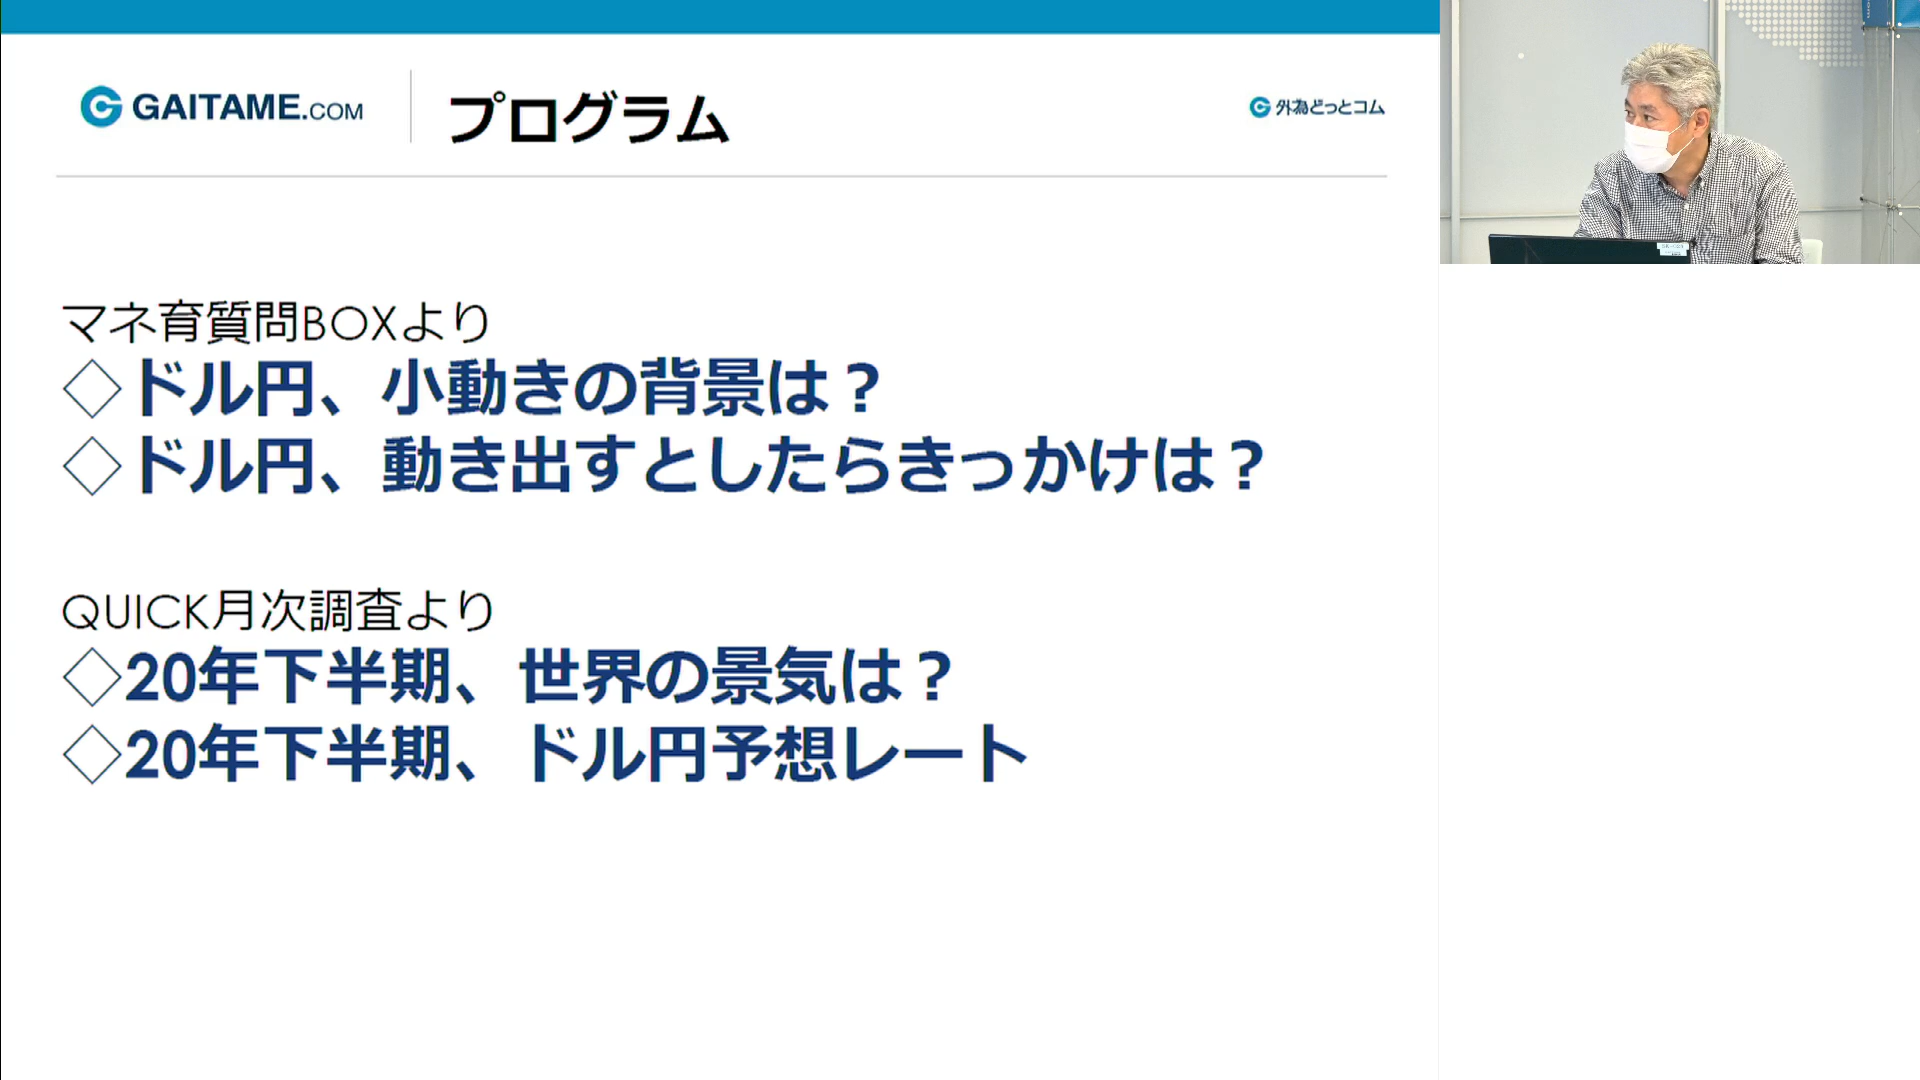 GAITAME.COM
プログラム
外為どっとコム
マネ育質問BOXより
◇ドル円、小動きの背景は？
◇ドル円、動き出すとしたらきっかけは？
QUICK月次調査より
◇20年下半期、世界の景気は？
◇20年下半期、ドル円予想レート